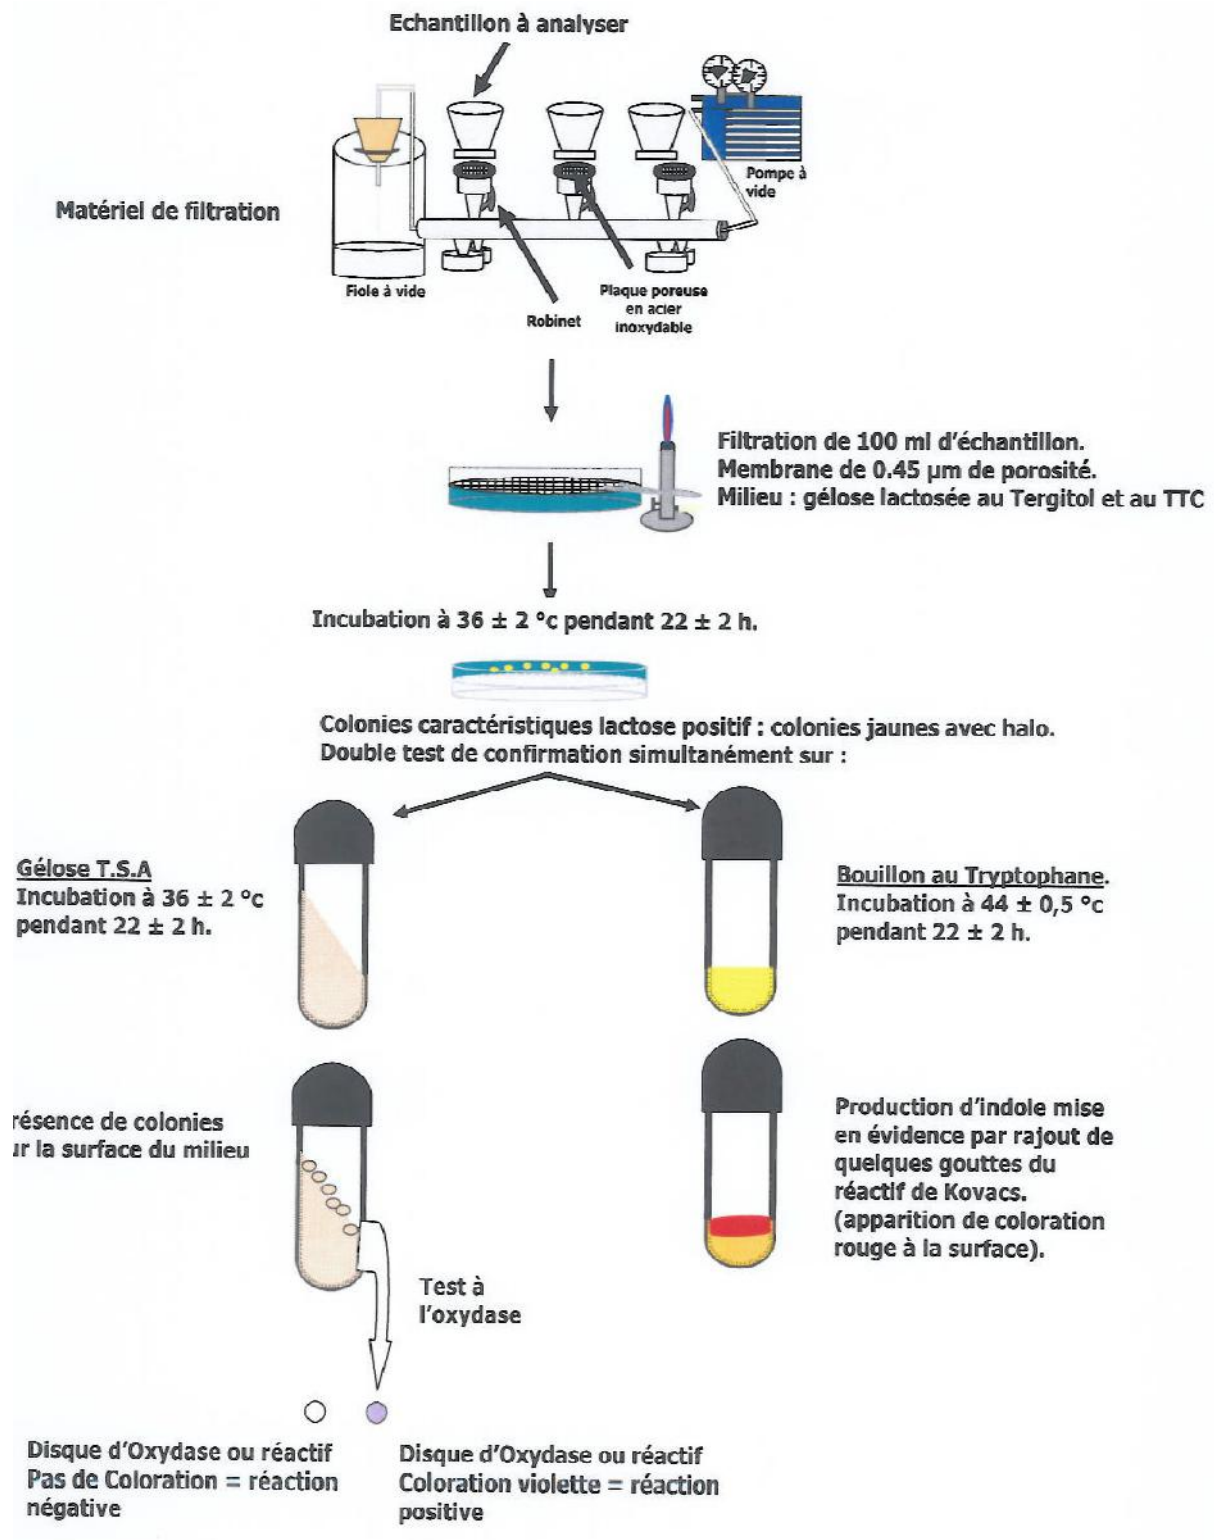 Echantillon à analyser
Pompe à
vide
Matériel de filtration
Fiole à vide
Robinet
Plaque poreuse
en acier
inoxydable
Filtration de 100 ml d'échantillon.
Membrane de 0.45 µm de porosité.
Milieu : gélose lactosée au Tergitol et au TTC
Incubation à 36 ± 2 °c pendant 22 ± 2 h.
Colonies caractéristiques lactose positif : colonies jaunes avec halo.
Double test de confirmation simultanément sur :
Gélose T.S.A
Incubation à 36 ± 2 °c
pendant 22 ± 2 h.
Bouillon au Tryptophane.
Incubation à 44 ± 0,5 °c
pendant 22 ± 2 h.
résence de colonies
ur la surface du milieu
Production d'indole mise
en évidence par rajout de
quelques gouttes du
réactif de Kovacs.
(apparition de coloration
rouge à la surface).
Test à
l'oxydase
Disque d'Oxydase ou réactif
Pas de Coloration = réaction
négative
Disque d'Oxydase ou réactif
Coloration violette = réaction
positive